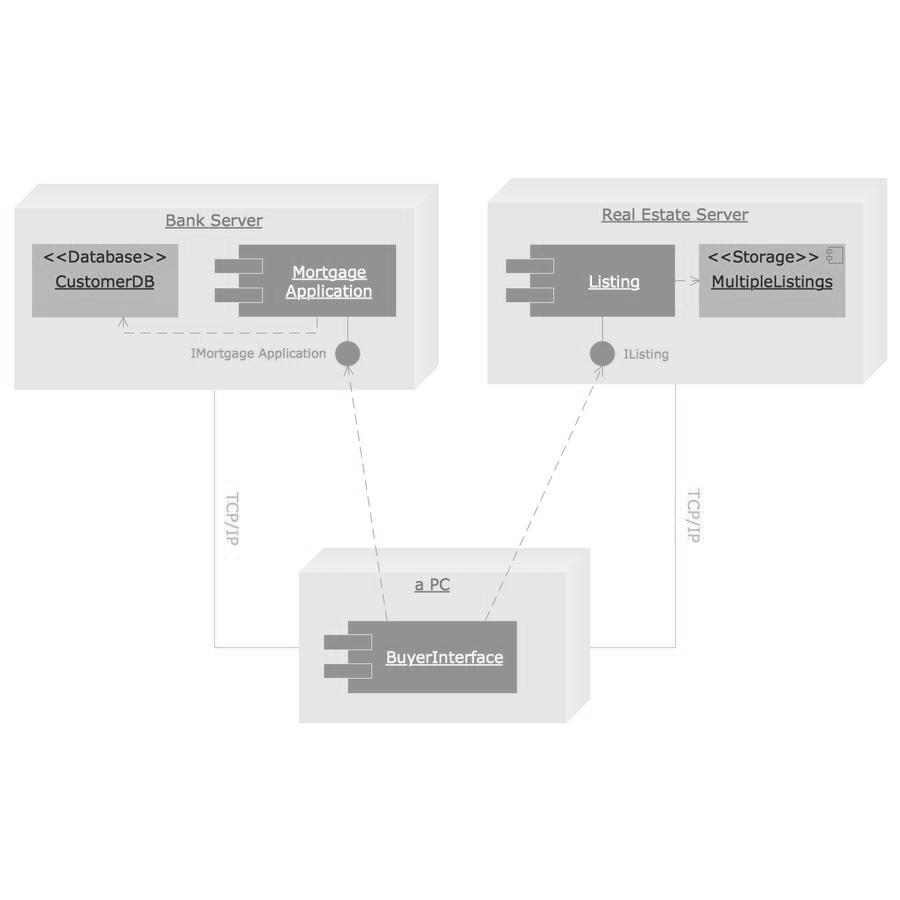 Bank Server
<<Database>>
CustomerDB
Mortgage
Application
IMortgage Application
Real Estate Server
Listing
<<Storage>>
MultipleListings
IListing
TCP/IP
TCP/IP
a PC
BuyerInterface